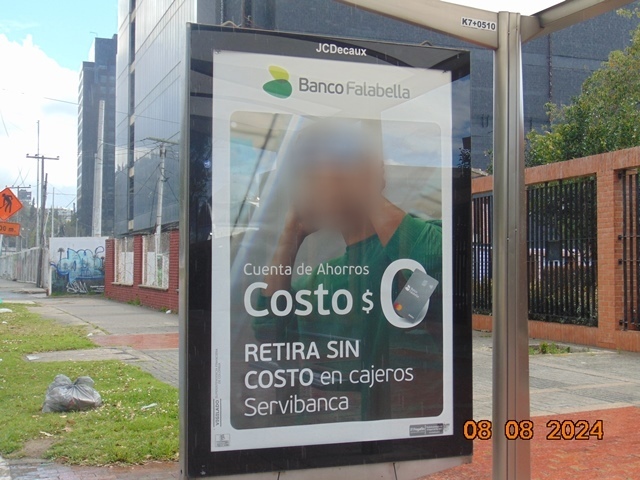 K7+0510
JCDecaux
Banco Falabella
Cuenta de Ahorros
Costo $0
RETIRA SIN
COSTO en cajeros
Servibanca
VIGILADO
08 08 2024